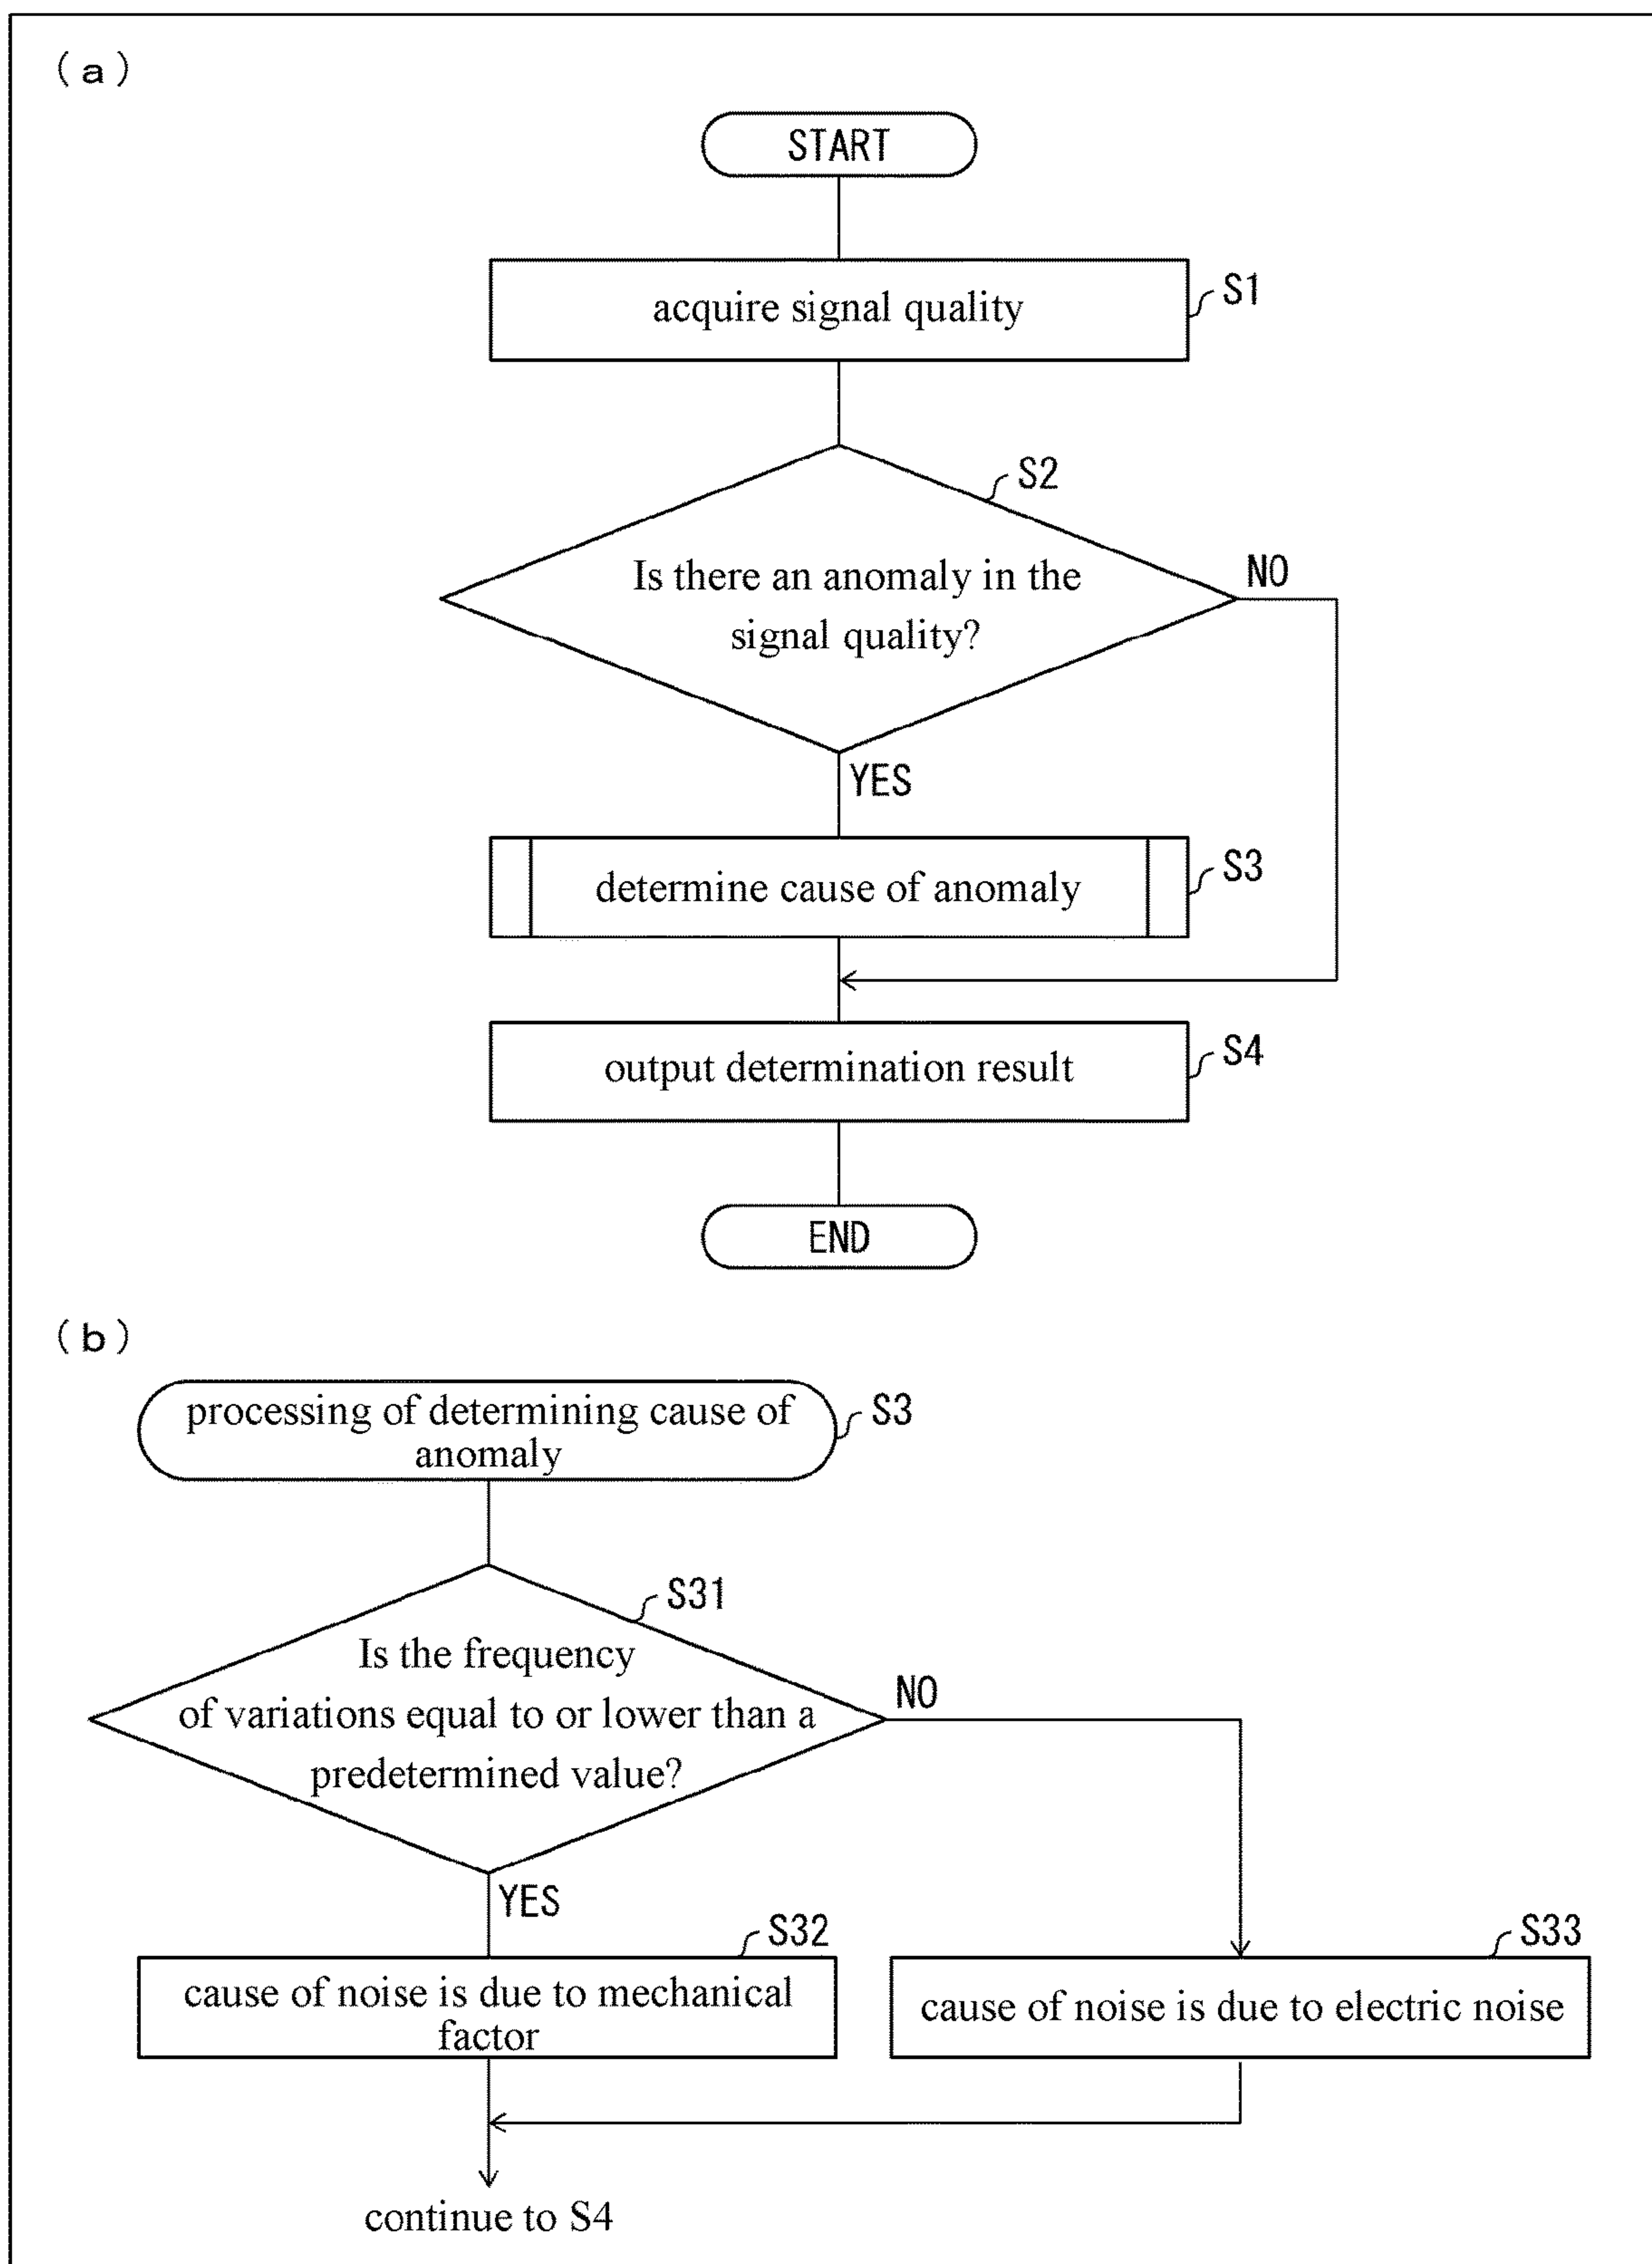 (a)
START
acquire signal quality
S1
S2
Is there an anomaly in the
signal quality?
NO
YES
determine cause of anomaly
S3
output determination result
S4
END
(b)
processing of determining cause of
anomaly
S3
S31
Is the frequency
of variations equal to or lower than a
predetermined value?
NO
YES
S32
cause of noise is due to mechanical
factor
S33
cause of noise is due to electric noise
continue to S4